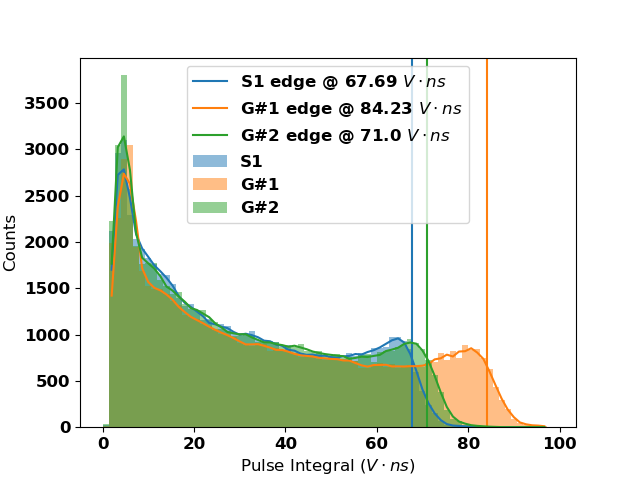 S1 edge @ 67.69 V · ns
G#1 edge @ 84.23 V · ns
G#2 edge @ 71.0 V · ns
S1
G#1
G#2
3500
3000
2500
2000
1500
1000
500
0
Counts
0 20 40 60 80 100
Pulse Integral (V · ns)